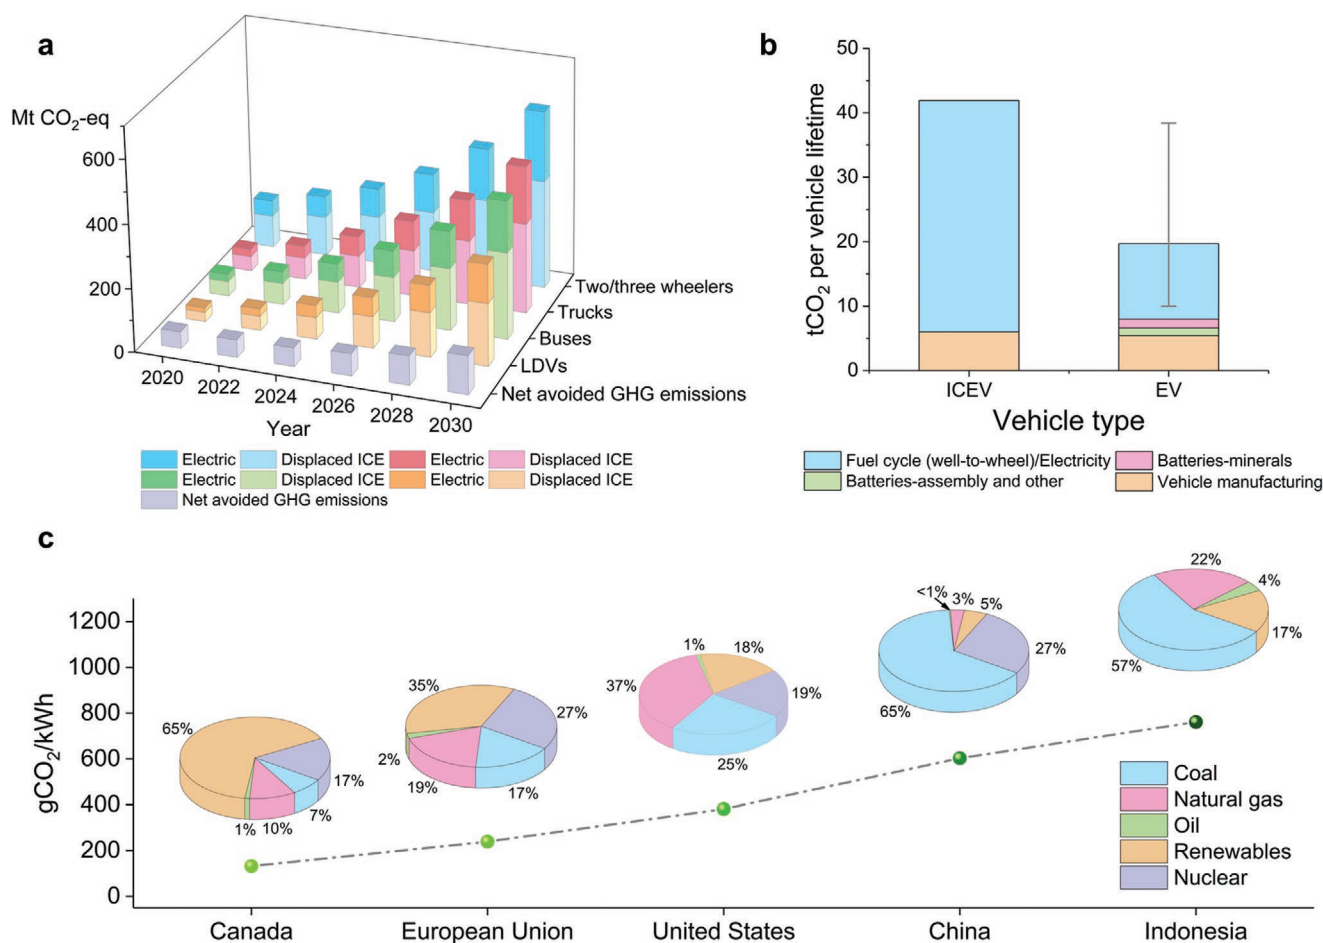 a
Mt CO₂-eq
600
400
200
0
2020
2022
2024
2026
2028
2030
Year
Two/three wheelers
Trucks
Buses
LDVs
Net avoided GHG emissions
Electric Displaced ICE Electric Displaced ICE
Electric Displaced ICE Electric Displaced ICE
Net avoided GHG emissions
b
tCO₂ per vehicle lifetime
50
40
30
20
10
0
ICEV EV
Vehicle type
Fuel cycle (well-to-wheel)/Electricity Batteries-minerals
Batteries-assembly and other Vehicle manufacturing
c
gCO₂/kWh
1200
1000
800
600
400
200
0
65%
17%
7%
10%
1%
35%
27%
17%
19%
2%
1%
18%
19%
25%
37%
<1%
3%
5%
27%
65%
22%
4%
17%
57%
Coal
Natural gas
Oil
Renewables
Nuclear
Canada European Union United States China Indonesia